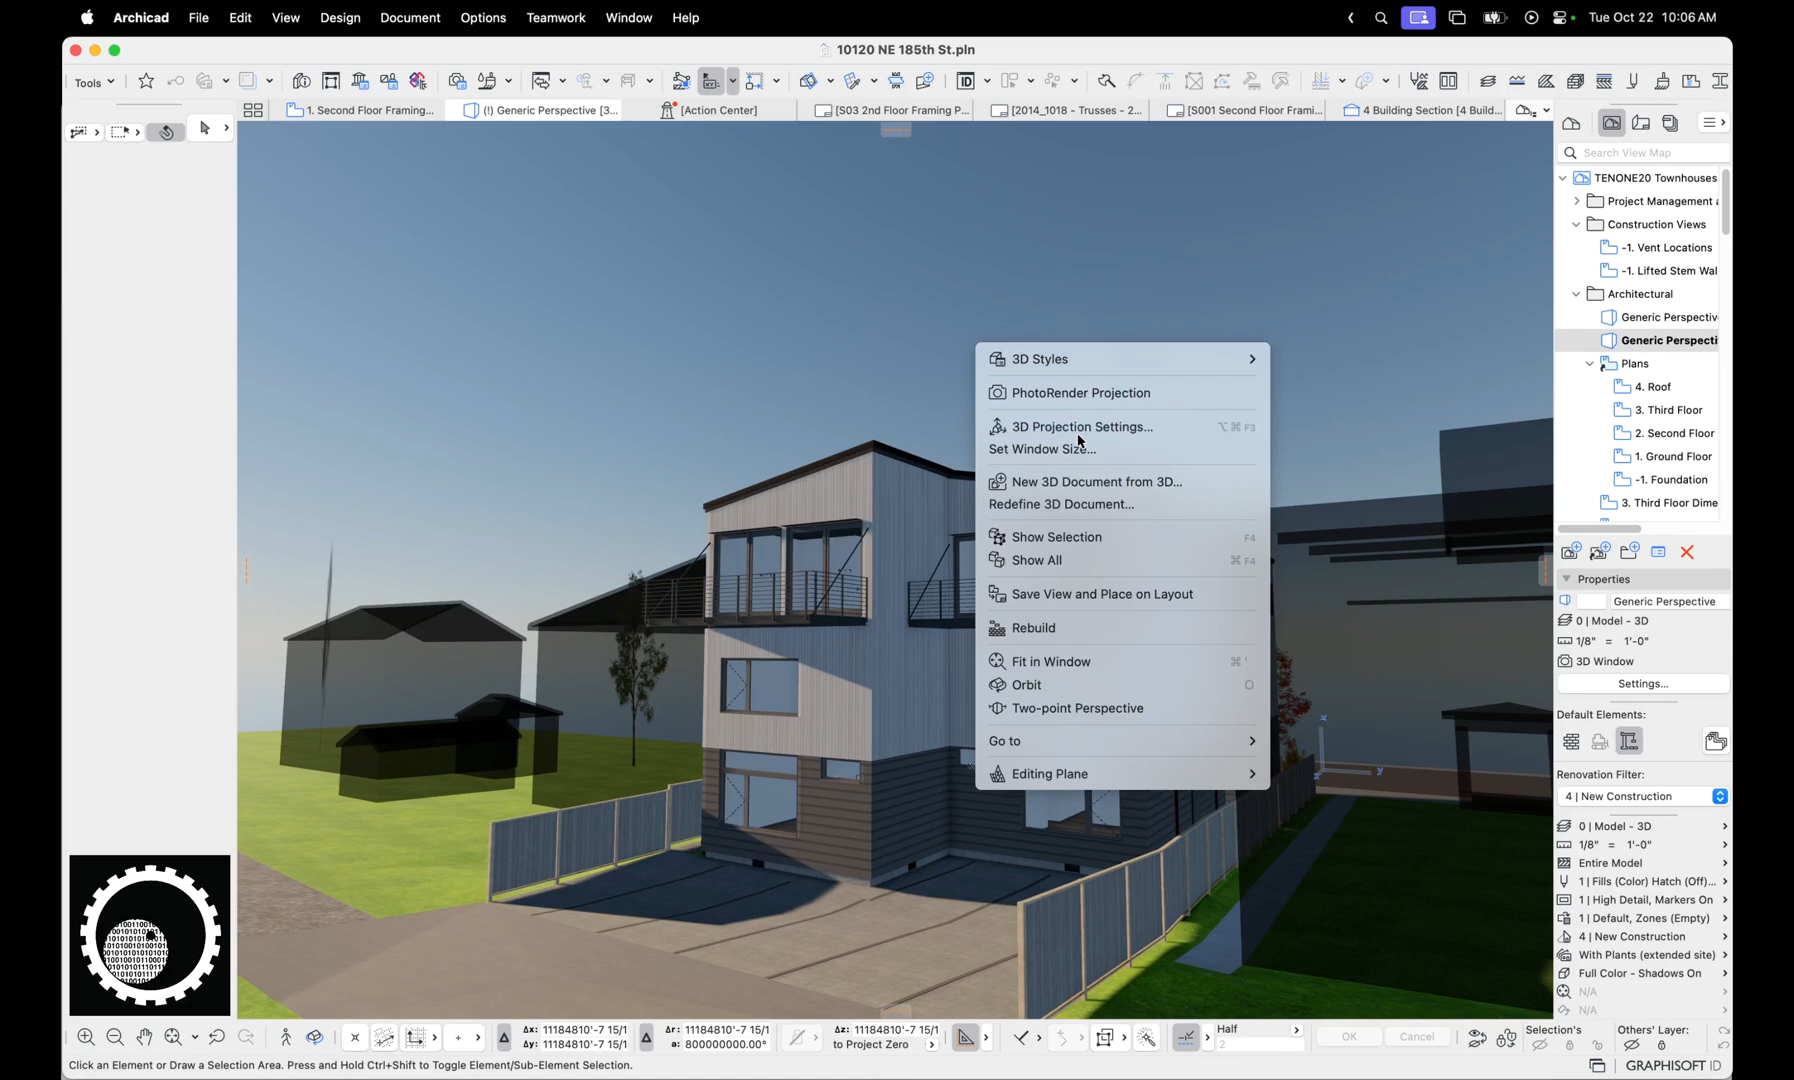 Archicad File Edit View Design Document Options Teamwork Window Help
Tue Oct 22 10:06 AM
10120 NE 185th St.pln
Tools
1. Second Floor Framing...
(!) Generic Perspective [3...
[Action Center]
[S03 2nd Floor Framing P...
[2014_1018 - Trusses - 2...
[S001 Second Floor Frami...
4 Building Section [4 Build...
Search View Map
TENONE20 Townhouses
Project Management a
Construction Views
-1. Vent Locations
-1. Lifted Stem Wal
Architectural
Generic Perspectiv
Generic Perspecti
Plans
4. Roof
3. Third Floor
2. Second Floor
1. Ground Floor
-1. Foundation
3. Third Floor Dime
3D Styles
PhotoRender Projection
3D Projection Settings... ⌥⌘F3
Set Window Size...
New 3D Document from 3D...
Redefine 3D Document...
Show Selection F4
Show All ⌘F4
Save View and Place on Layout
Rebuild
Fit in Window ⌘'
Orbit O
Two-point Perspective
Go to
Editing Plane
Properties
Generic Perspective
0 | Model - 3D
1/8" = 1'-0"
3D Window
Settings...
Default Elements:
Renovation Filter:
4 | New Construction
0 | Model - 3D
1/8" = 1'-0"
Entire Model
1 | Fills (Color) Hatch (Off)...
1 | High Detail, Markers On
1 | Default, Zones (Empty)
4 | New Construction
With Plants (extended site)
Full Color - Shadows On
N/A
N/A
Δx: 11184810'-7 15/1
Δy: 11184810'-7 15/1
Δr: 11184810'-7 15/1
a: 800000000.00°
Δz: 11184810'-7 15/1
to Project Zero
Half
2
OK
Cancel
Selection's
Others' Layer:
Click an Element or Draw a Selection Area. Press and Hold Ctrl+Shift to Toggle Element/Sub-Element Selection.
GRAPHISOFT ID